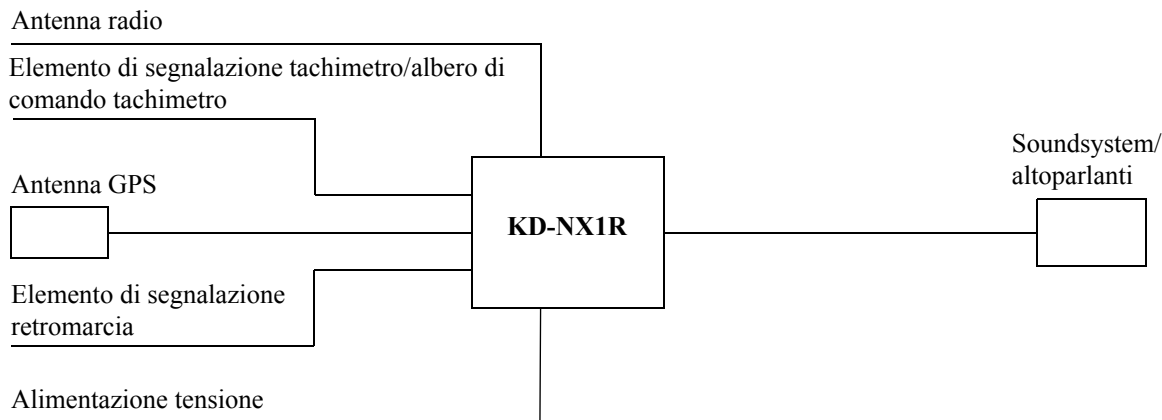 Antenna radio
Elemento di segnalazione tachimetro/albero di
comando tachimetro
Antenna GPS
KD-NX1R
Soundsystem/
altoparlanti
Elemento di segnalazione
retromarcia
Alimentazione tensione